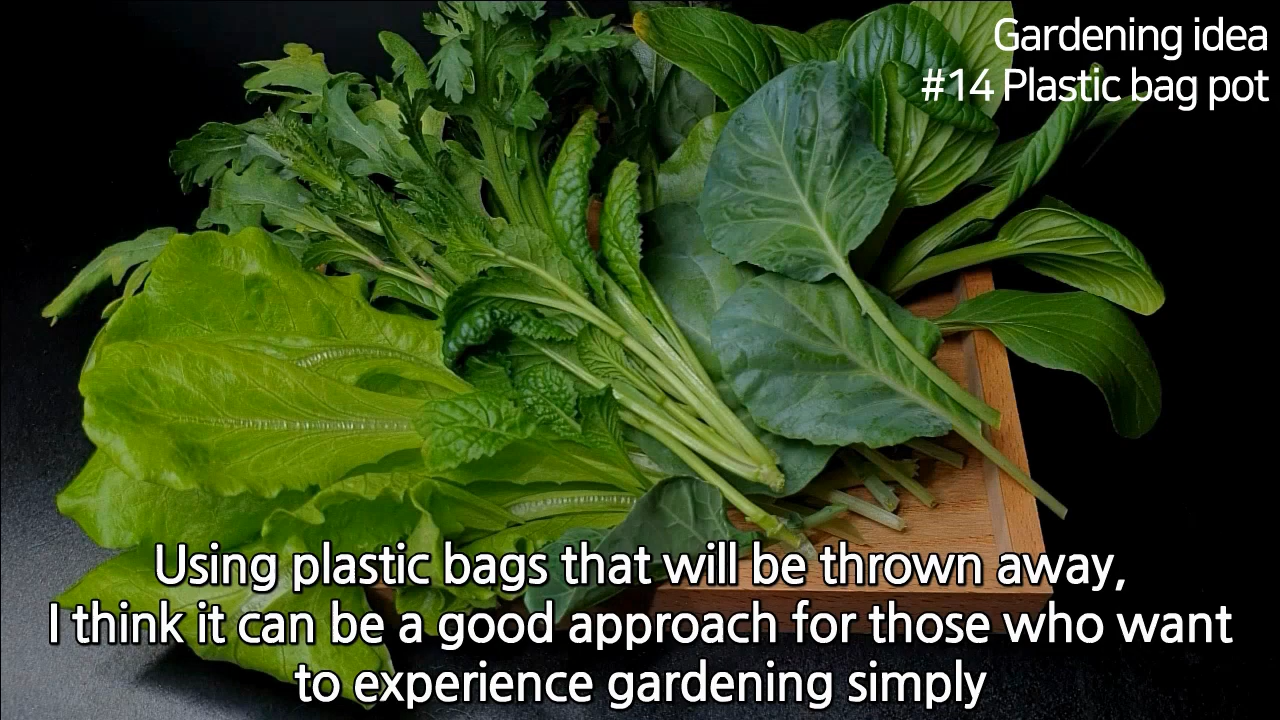 Gardening idea
#14 Plastic bag pot
Using plastic bags that will be thrown away,
I think it can be a good approach for those who want
to experience gardening simply